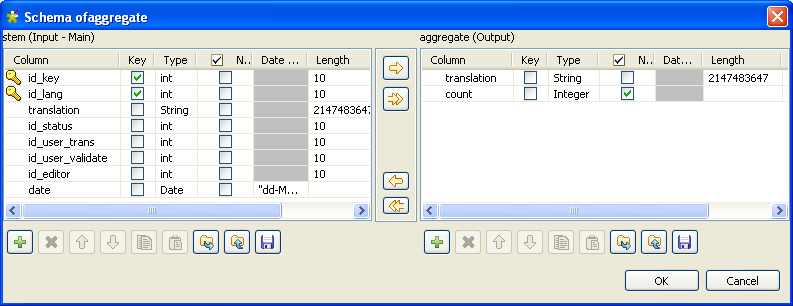 Schema ofaggregate
stem (Input - Main)
aggregate (Output)
Column Key Type N.. Date ... Length
id_key int 10
id_lang int 10
translation String 2147483647
id_status int 10
id_user_trans int 10
id_user_validate int 10
id_editor int 10
date Date "dd-M...
Column Key Type N.. Dat... Length
translation String 2147483647
count Integer
OK Cancel